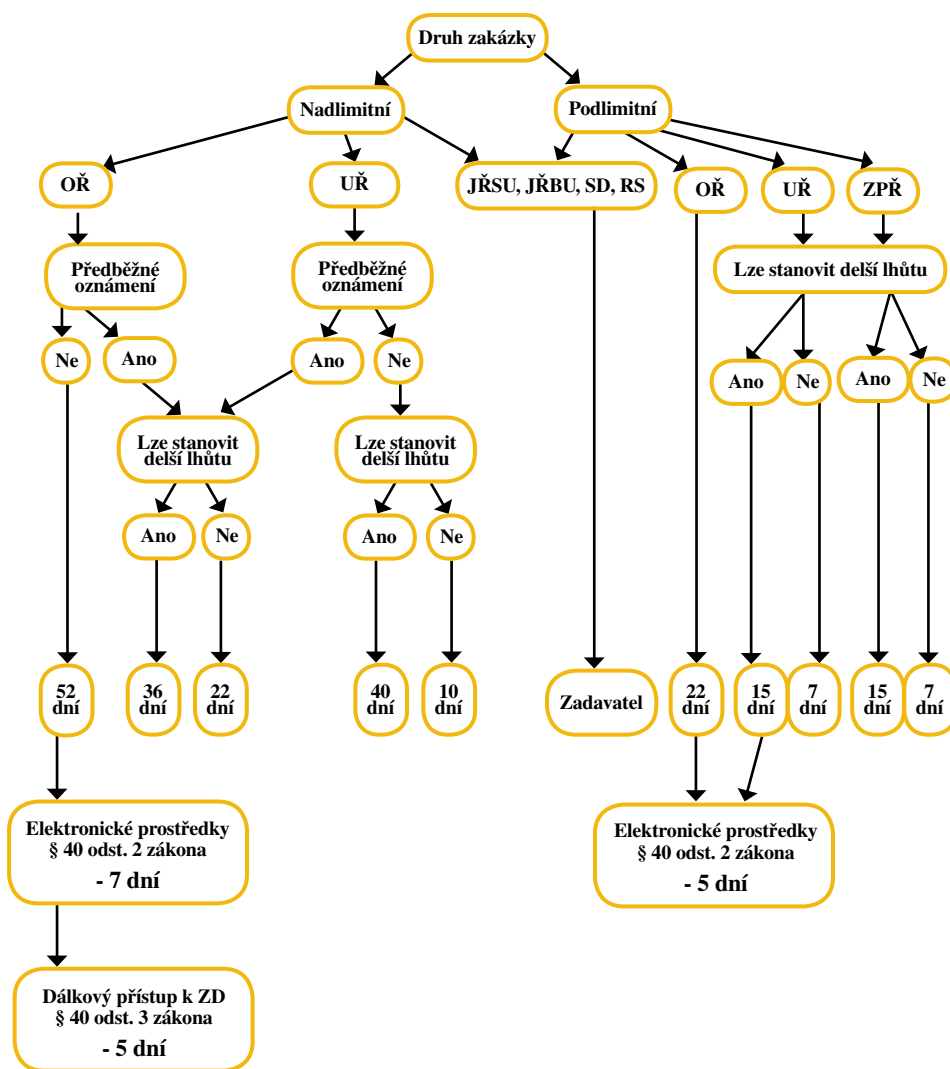 Druh zakázky
Nadlimitní
Podlimitní
OŘ
UŘ
JŘSU, JŘBU, SD, RS
OŘ
UŘ
ZPŘ
Předběžné
oznámení
Předběžné
oznámení
Lze stanovit delší lhůtu
Ne
Ano
Ano
Ne
Ano
Ne
Ano
Ne
Lze stanovit
delší lhůtu
Lze stanovit
delší lhůtu
Ano
Ne
Ano
Ne
52
dní
36
dní
22
dní
40
dní
10
dní
Zadavatel
22
dní
15
dní
7
dní
15
dní
7
dní
Elektronické prostředky
§ 40 odst. 2 zákona
- 7 dní
Elektronické prostředky
§ 40 odst. 2 zákona
- 5 dní
Dálkový přístup k ZD
§ 40 odst. 3 zákona
- 5 dní